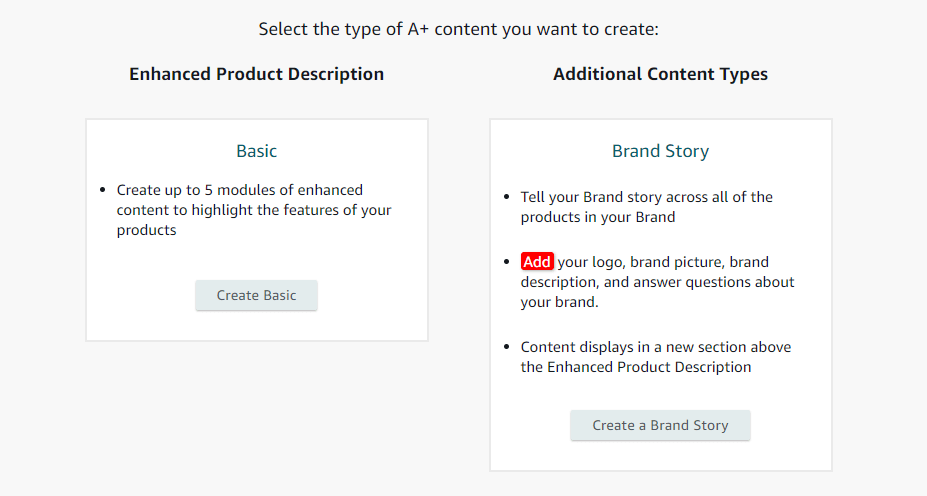 Select the type of A+ content you want to create:
Enhanced Product Description
Basic
• Create up to 5 modules of enhanced
content to highlight the features of your
products
Create Basic
Additional Content Types
Brand Story
• Tell your Brand story across all of the
products in your Brand
• Add your logo, brand picture, brand
description, and answer questions about
your brand.
• Content displays in a new section above
the Enhanced Product Description
Create a Brand Story